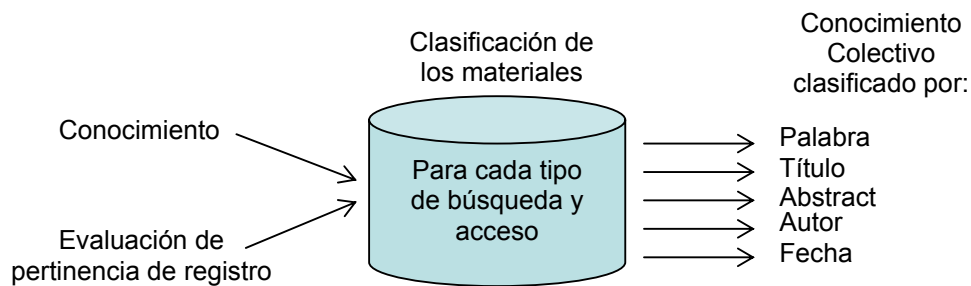 Clasificación de
los materiales
Conocimiento
Colectivo
clasificado por:
Conocimiento
Evaluación de
pertinencia de registro
Para cada tipo
de búsqueda y
acceso
Palabra
Título
Abstract
Autor
Fecha